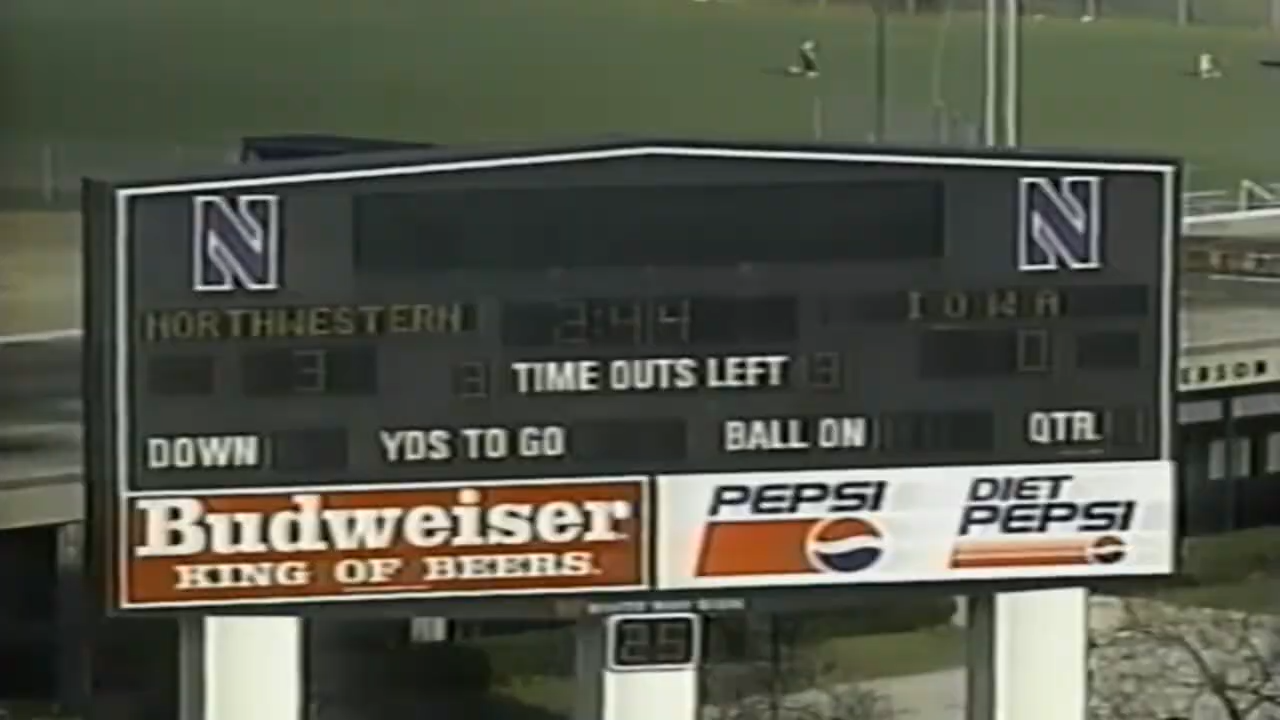 N
N
NORTHWESTERN 2:44 IOWA
3 3 TIME OUTS LEFT 3 0
DOWN YDS TO GO BALL ON QTR.
Budweiser
KING OF BEERS.
PEPSI
DIET
PEPSI
25
ERSON